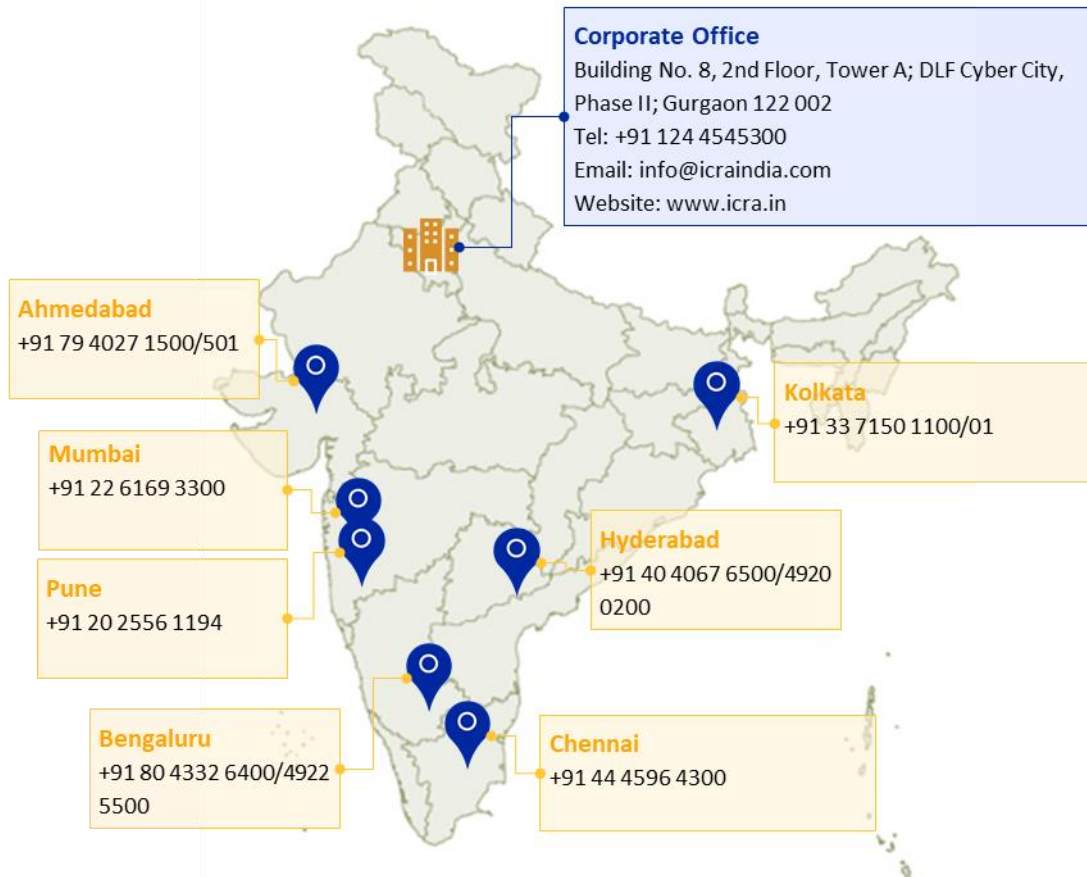 Corporate Office
Building No. 8, 2nd Floor, Tower A; DLF Cyber City,
Phase II; Gurgaon 122 002
Tel: +91 124 4545300
Email: info@icraindia.com
Website: www.icra.in
Ahmedabad
+91 79 4027 1500/501
Kolkata
+91 33 7150 1100/01
Mumbai
+91 22 6169 3300
Hyderabad
+91 40 4067 6500/4920
0200
Pune
+91 20 2556 1194
Bengaluru
+91 80 4332 6400/4922
5500
Chennai
+91 44 4596 4300